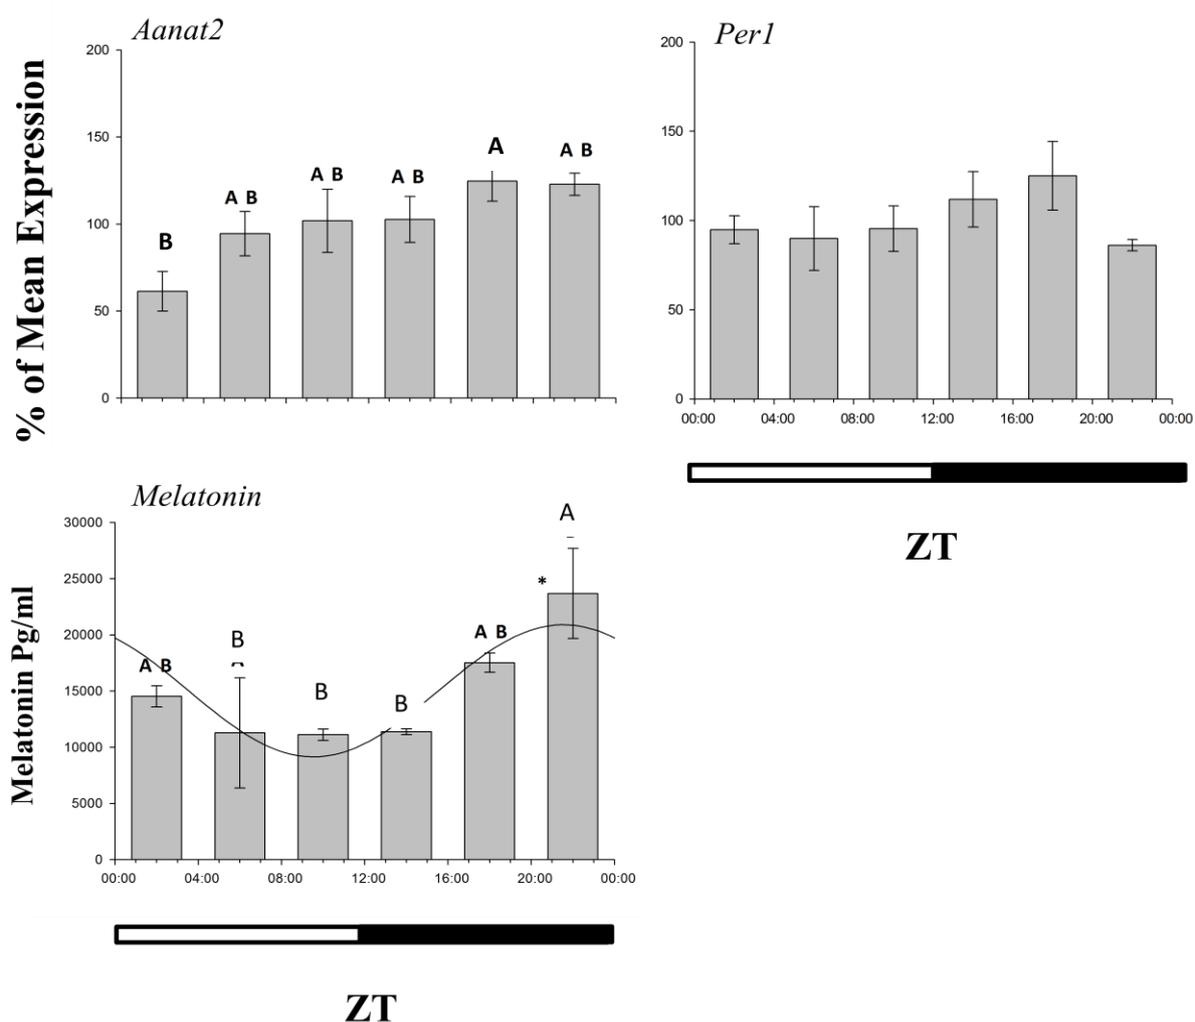 Aanat2
% of Mean Expression
200
150
100
50
0
B
A B
A B
A B
A
A B
Per1
200
150
100
50
0
00:00 04:00 08:00 12:00 16:00 20:00 00:00
ZT
Melatonin
Melatonin Pg/ml
30000
25000
20000
15000
10000
5000
0
A B
B
B
B
A B
*
A
00:00 04:00 08:00 12:00 16:00 20:00 00:00
ZT